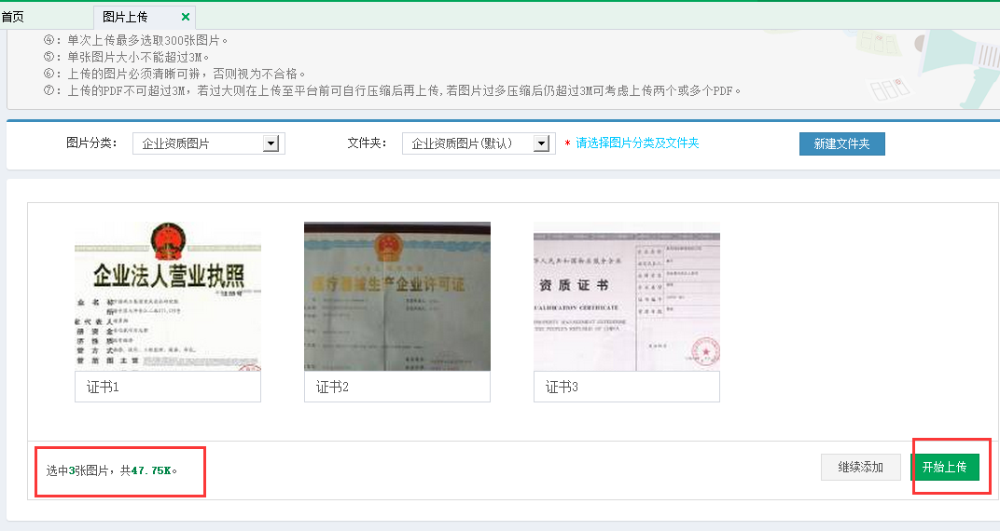 首页
图片上传
④：单次上传最多选取300张图片。
⑤：单张图片大小不能超过3M。
⑥：上传的图片必须清晰可辨，否则视为不合格。
⑦：上传的PDF不可超过3M，若过大则在上传至平台前可自行压缩后再上传,若图片过多压缩后仍超过3M可考虑上传两个或多个PDF。
图片分类：
企业资质图片
文件夹：
企业资质图片(默认)
* 请选择图片分类及文件夹
新建文件夹
企业法人营业执照
医疗器械生产企业许可证
资质证书
证书1
证书2
证书3
选中3张图片，共47.75K。
继续添加
开始上传